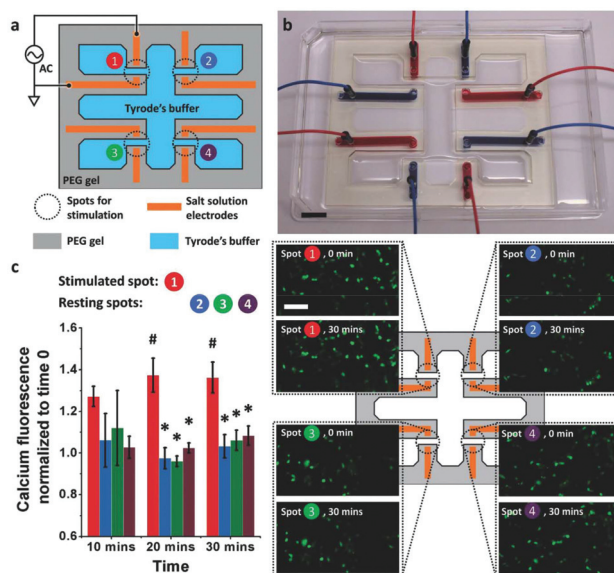 a
AC
1
2
Tyrode's buffer
3
4
PEG gel
Spots for stimulation
Salt solution electrodes
PEG gel
Tyrode's buffer
b
c
Stimulated spot: 1
Resting spots: 2 3 4
Calcium fluorescence
normalized to time 0
1.6
1.4
1.2
1.0
0.8
0.6
#
* * *
#
* * *
10 mins
20 mins
30 mins
Time
Spot 1, 0 min
Spot 1, 30 mins
Spot 2, 0 min
Spot 2, 30 mins
Spot 3, 0 min
Spot 3, 30 mins
Spot 4, 0 min
Spot 4, 30 mins